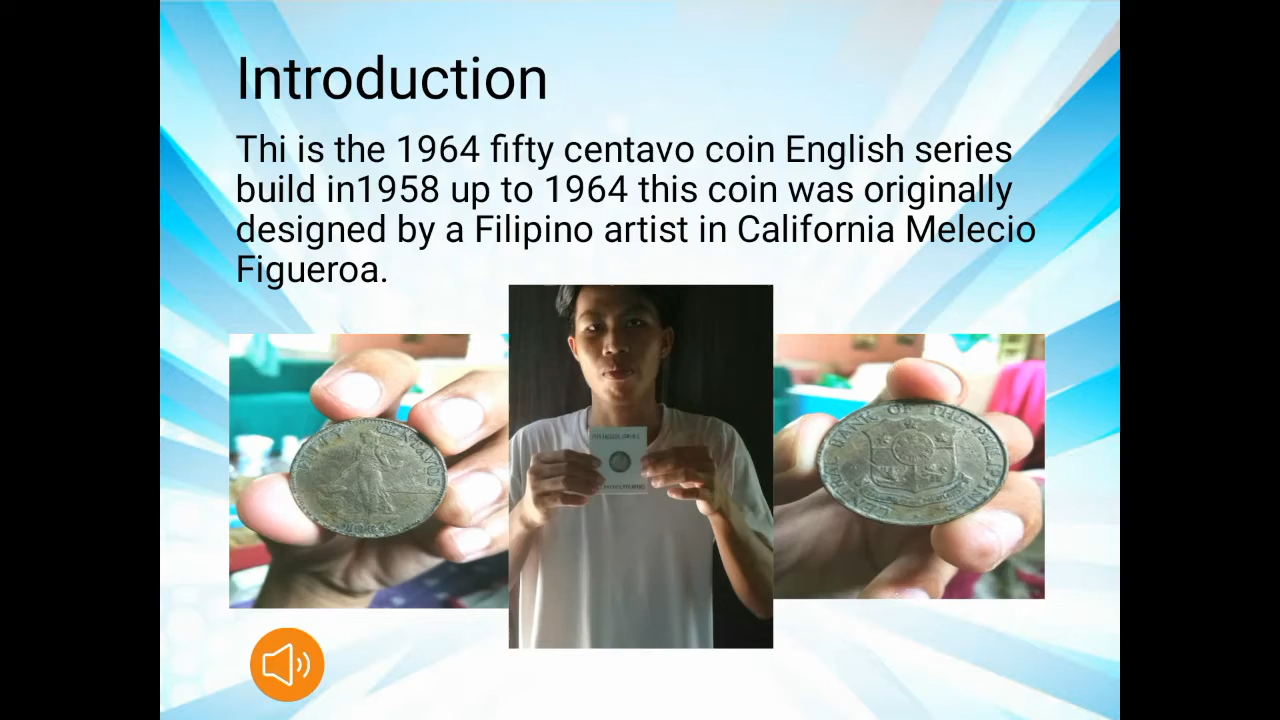 Introduction
Thi is the 1964 fifty centavo coin English series
build in1958 up to 1964 this coin was originally
designed by a Filipino artist in California Melecio
Figueroa.
CENTAVOS
BANK OF THE PHILIPPINES